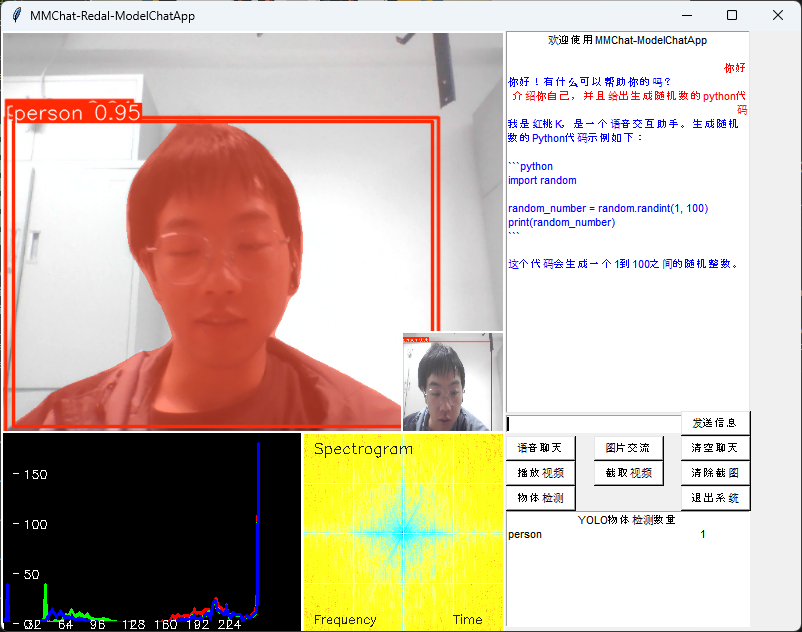 MMChat-Redal-ModelChatApp
person 0.95
欢迎使用MMChat-ModelChatApp
你好
你好！有什么可以帮助你的吗？
介绍你自己，并且给出生成随机数的python代
码
我是红桃K，是一个语音交互助手。生成随机
数的Python代码示例如下：
```python
import random
random_number = random.randint(1, 100)
print(random_number)
```
这个代码会生成一个1到100之间的随机整数。
发送信息
语音聊天 图片交流 清空聊天
播放视频 截取视频 清除截图
物体检测 退出系统
YOLO物体检测数量
person 1
150
100
50
0 32 64 96 128 160 192 224
Spectrogram
Frequency Time